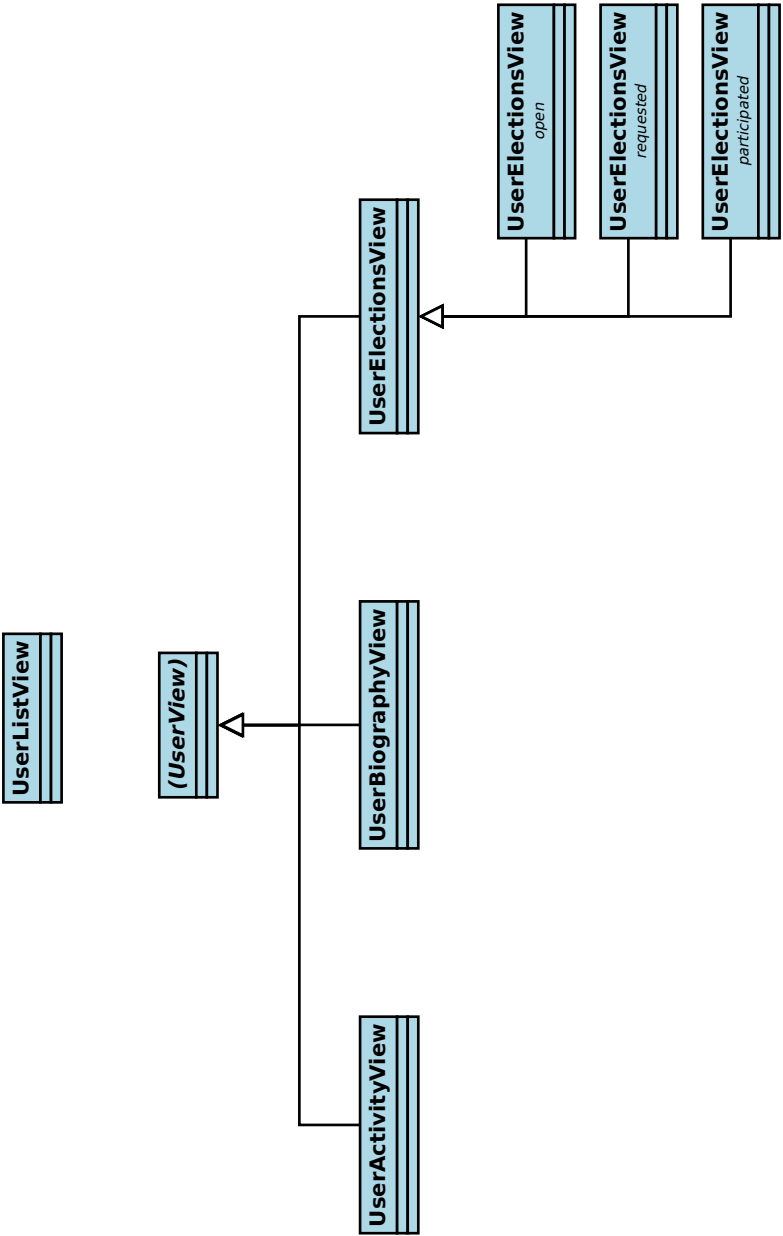 UserListView
(UserView)
UserActivityView
UserBiographyView
UserElectionsView
UserElectionsView
open
UserElectionsView
requested
UserElectionsView
participated